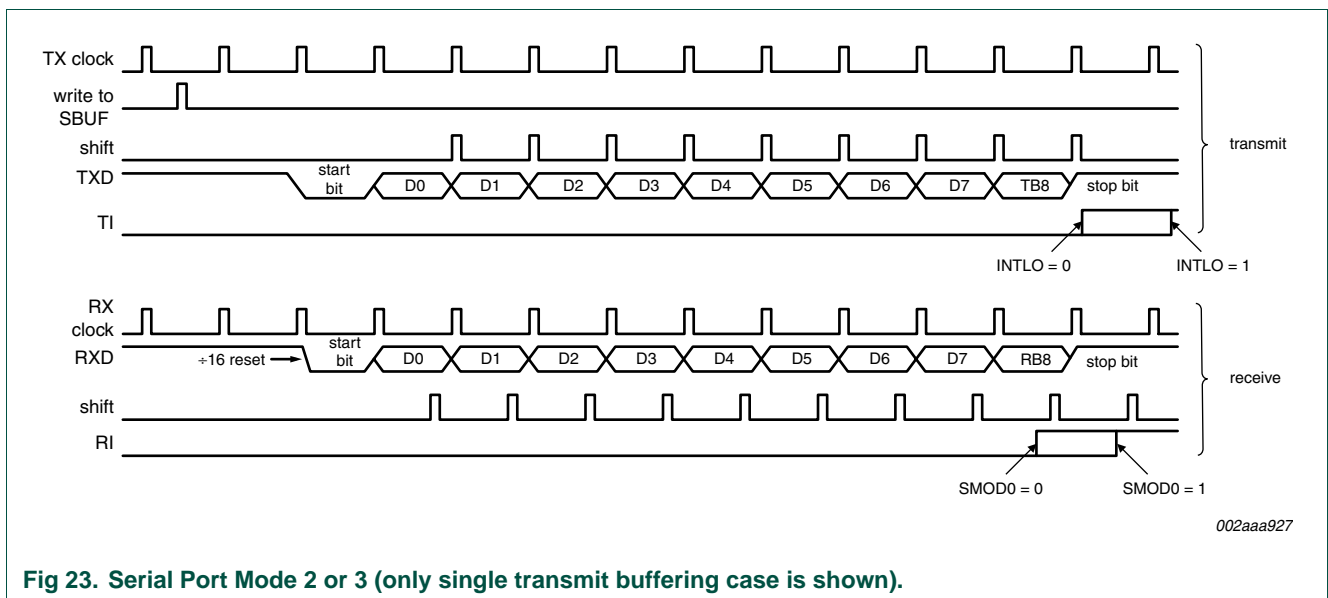 TX clock
write to
SBUF
shift
transmit
TXD
start
bit
D0 D1 D2 D3 D4 D5 D6 D7 TB8 stop bit
TI
INTLO = 0 INTLO = 1
RX
clock
RXD
÷16 reset
start
bit
D0 D1 D2 D3 D4 D5 D6 D7 RB8 stop bit
receive
shift
RI
SMOD0 = 0 SMOD0 = 1
002aaa927
Fig 23. Serial Port Mode 2 or 3 (only single transmit buffering case is shown).